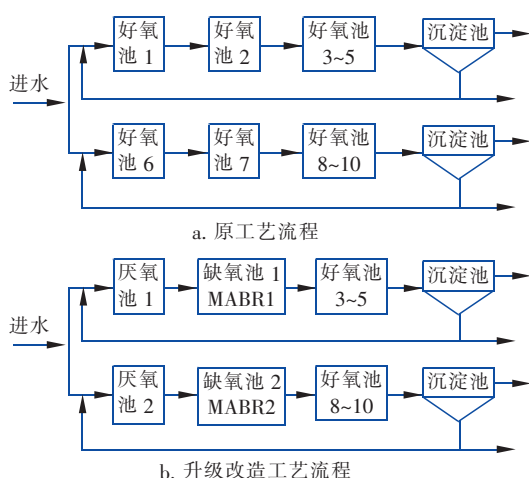 好氧
池 1
好氧
池 2
好氧池
3~5
沉淀池
进水
好氧
池 6
好氧
池 7
好氧池
8~10
沉淀池
a. 原工艺流程
厌氧
池 1
缺氧池 1
MABR1
好氧池
3~5
沉淀池
进水
厌氧
池 2
缺氧池 2
MABR2
好氧池
8~10
沉淀池
b. 升级改造工艺流程